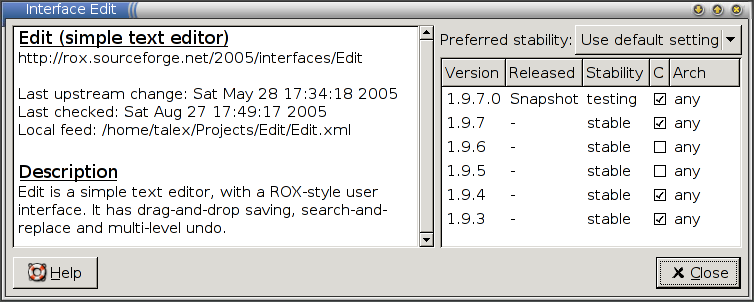 Interface Edit
Edit (simple text editor)
http://rox.sourceforge.net/2005/interfaces/Edit
Last upstream change: Sat May 28 17:34:18 2005
Last checked: Sat Aug 27 17:49:17 2005
Local feed: /home/talex/Projects/Edit/Edit.xml
Description
Edit is a simple text editor, with a ROX-style user
interface. It has drag-and-drop saving, search-and-
replace and multi-level undo.
Preferred stability: Use default setting
Version Released Stability C Arch
1.9.7.0 Snapshot testing any
1.9.7 - stable any
1.9.6 - stable any
1.9.5 - stable any
1.9.4 - stable any
1.9.3 - stable any
Help
Close